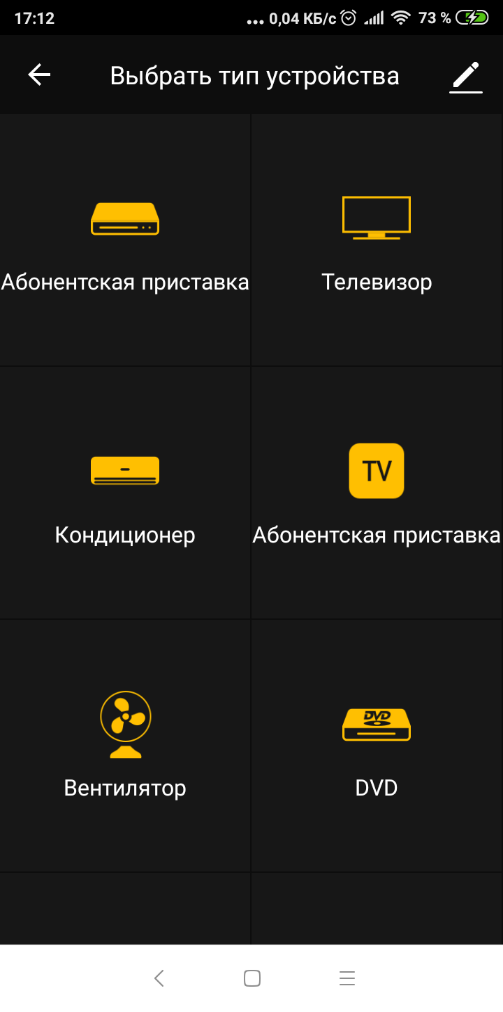 17:12 ... 0,04 КБ/с 73 %
Выбрать тип устройства
Абонентская приставка Телевизор
TV
Кондиционер Абонентская приставка
DVD
Вентилятор DVD